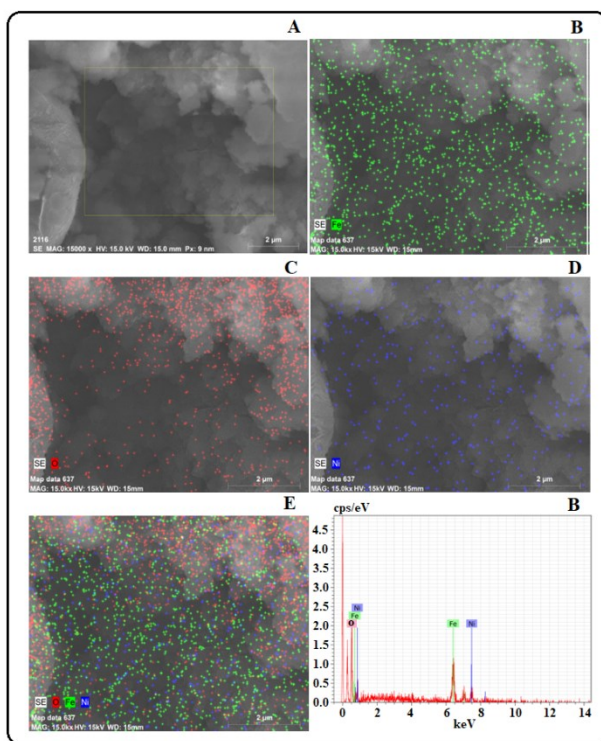 A
2116
SE MAG: 15000 x HV: 15.0 kV WD: 15.0 mm Px: 9 nm
2 µm
B
SE Fe
Map data 637
MAG: 15.0kx HV: 15kV WD: 15mm
2 µm
C
SE O
Map data 637
MAG: 15.0kx HV: 15kV WD: 15mm
2 µm
D
SE Ni
Map data 637
MAG: 15.0kx HV: 15kV WD: 15mm
2 µm
E
SE O Fe Ni
Map data 637
MAG: 15.0kx HV: 15kV WD: 15mm
2 µm
B
cps/eV
4.5
4.0
3.5
3.0
2.5
2.0
1.5
1.0
0.5
0.0
Ni
Fe
O
Fe
Ni
0 2 4 6 8 10 12 14
keV